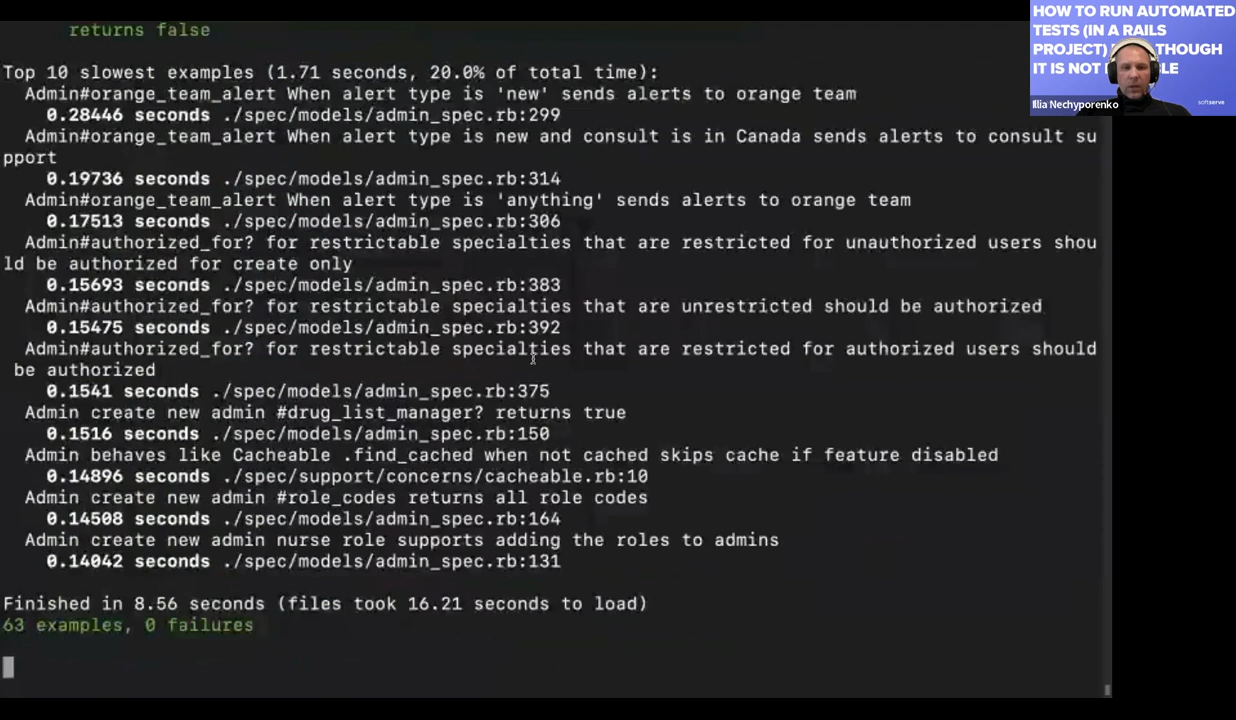 returns false
Top 10 slowest examples (1.71 seconds, 20.0% of total time):
Admin#orange_team_alert When alert type is 'new' sends alerts to orange team
0.28446 seconds ./spec/models/admin_spec.rb:299
Admin#orange_team_alert When alert type is new and consult is in Canada sends alerts to consult su
pport
0.19736 seconds ./spec/models/admin_spec.rb:314
Admin#orange_team_alert When alert type is 'anything' sends alerts to orange team
0.17513 seconds ./spec/models/admin_spec.rb:306
Admin#authorized_for? for restrictable specialties that are restricted for unauthorized users shou
ld be authorized for create only
0.15693 seconds ./spec/models/admin_spec.rb:383
Admin#authorized_for? for restrictable specialties that are unrestricted should be authorized
0.15475 seconds ./spec/models/admin_spec.rb:392
Admin#authorized_for? for restrictable specialties that are restricted for authorized users should
be authorized
0.1541 seconds ./spec/models/admin_spec.rb:375
Admin create new admin #drug_list_manager? returns true
0.1516 seconds ./spec/models/admin_spec.rb:150
Admin behaves like Cacheable .find_cached when not cached skips cache if feature disabled
0.14896 seconds ./spec/support/concerns/cacheable.rb:10
Admin create new admin #role_codes returns all role codes
0.14508 seconds ./spec/models/admin_spec.rb:164
Admin create new admin nurse role supports adding the roles to admins
0.14042 seconds ./spec/models/admin_spec.rb:131
Finished in 8.56 seconds (files took 16.21 seconds to load)
63 examples, 0 failures
HOW TO RUN AUTOMATED
TESTS (IN A RAILS
PROJECT) THOUGH
IT IS NOT
Illia Nechyporenko
softserve